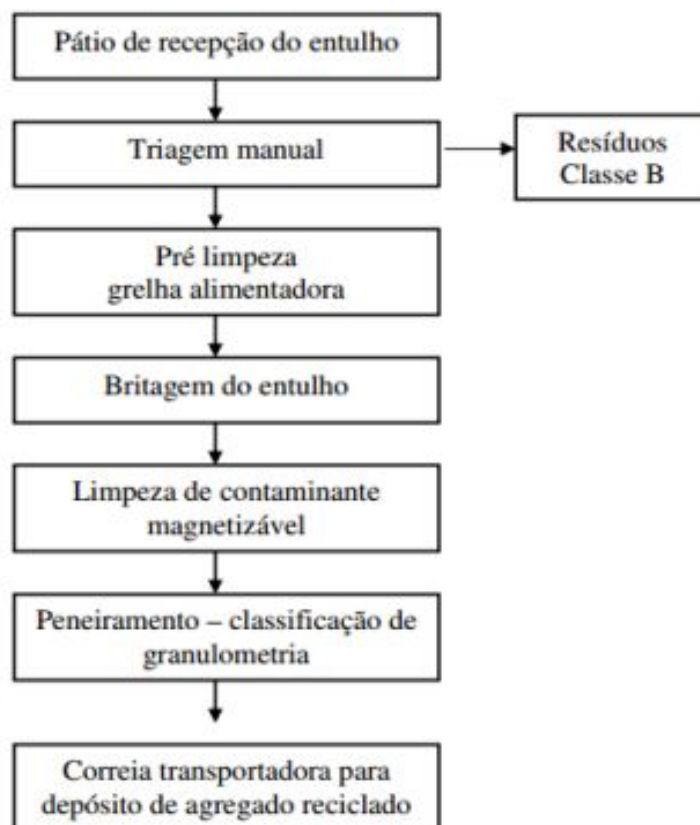 Pátio de recepção do entulho
Triagem manual
Resíduos
Classe B
Pré limpeza
grelha alimentadora
Britagem do entulho
Limpeza de contaminante
magnetizável
Peneiramento – classificação de
granulometria
Correia transportadora para
depósito de agregado reciclado